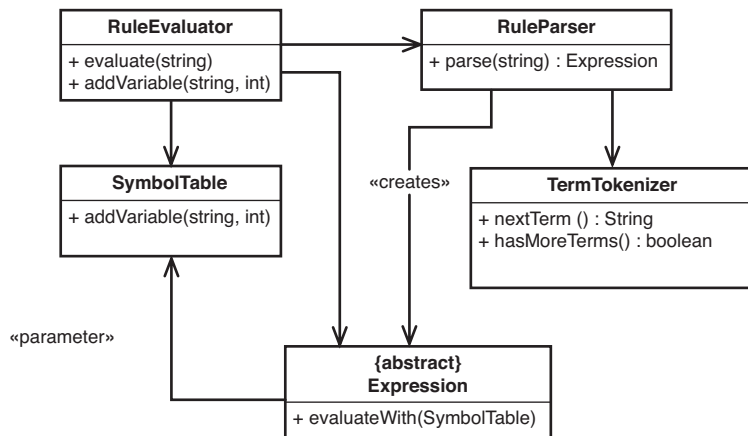 RuleEvaluator
+ evaluate(string)
+ addVariable(string, int)
RuleParser
+ parse(string) : Expression
SymbolTable
+ addVariable(string, int)
«creates»
TermTokenizer
+ nextTerm () : String
+ hasMoreTerms() : boolean
«parameter»
{abstract}
Expression
+ evaluateWith(SymbolTable)